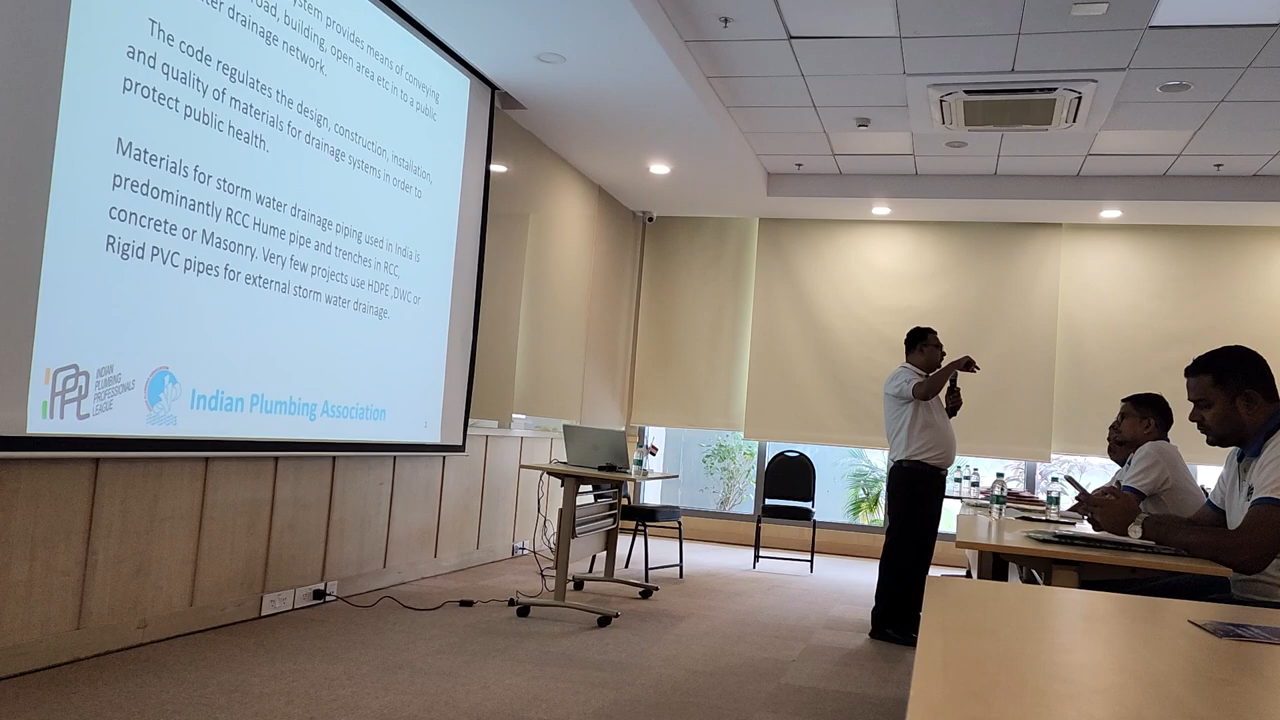 system provides means of conveying
road, building, open area etc in to a public
drainage network.
The code regulates the design, construction, installation,
and quality of materials for drainage systems in order to
protect public health.
Materials for storm water drainage piping used in India is
predominantly RCC Hume pipe and trenches in RCC,
concrete or Masonry. Very few projects use HDPE ,DWC or
Rigid PVC pipes for external storm water drainage.
IPPL
INDIAN
PLUMBING
PROFESSIONALS
LEAGUE
Indian Plumbing Association
2